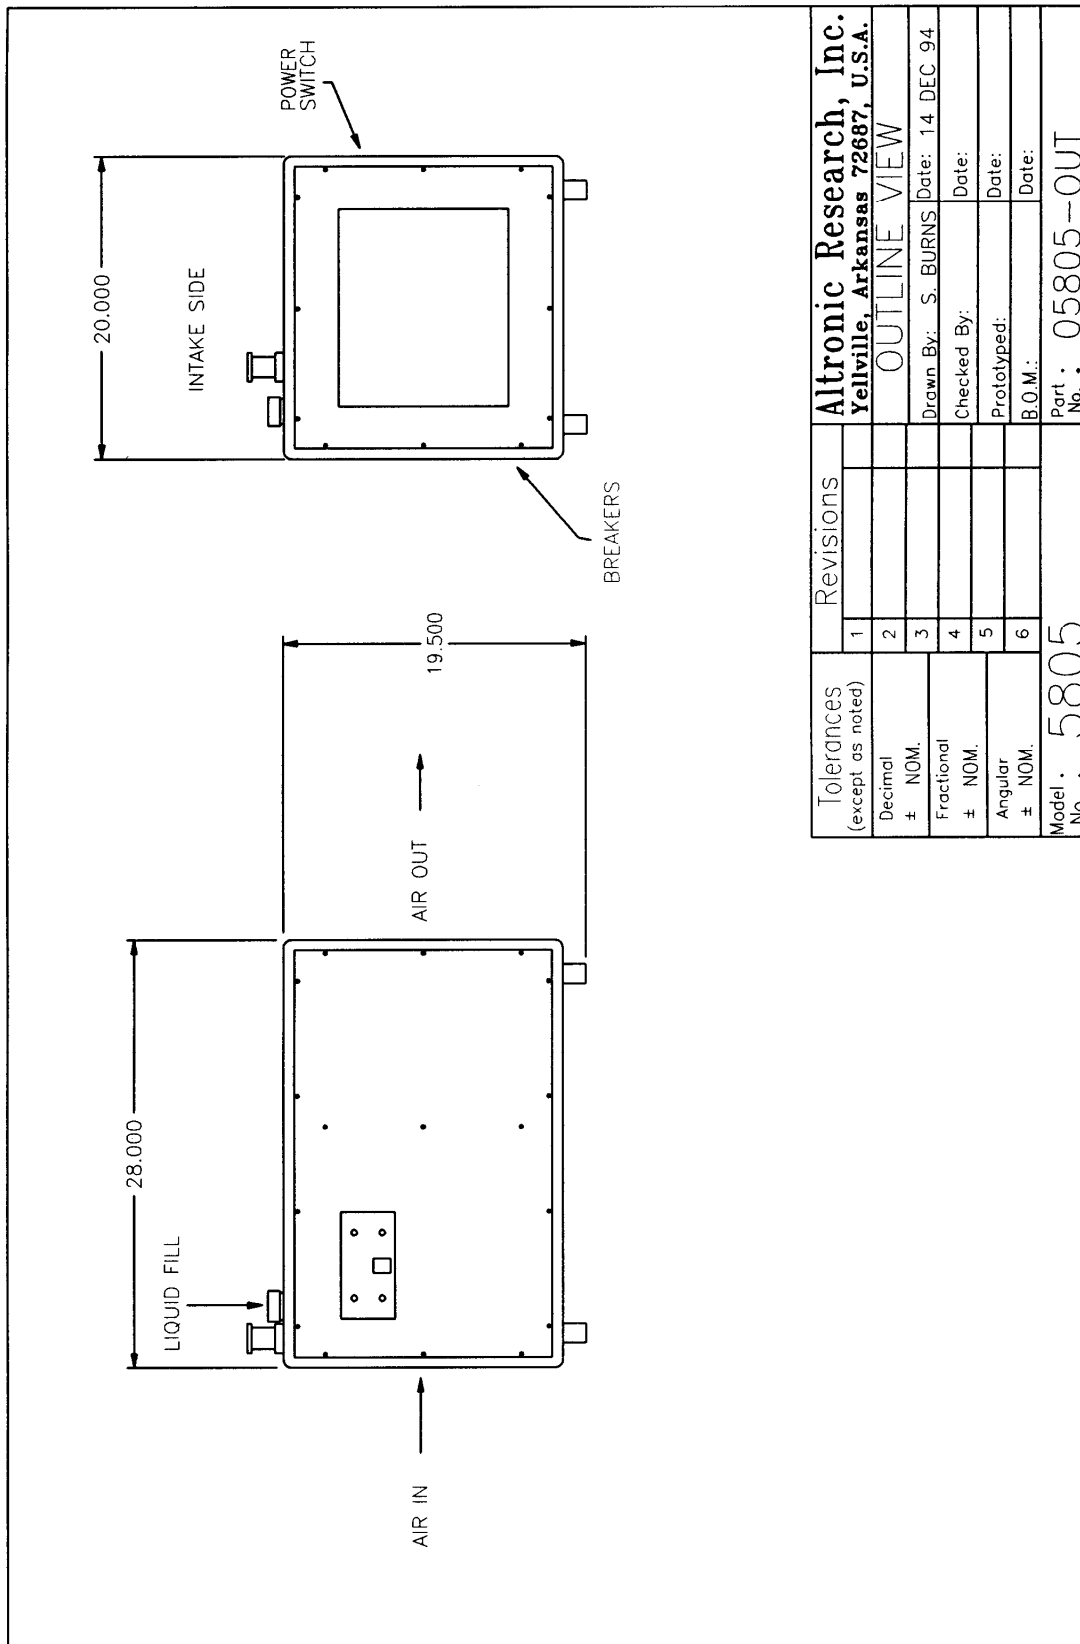 20.000
POWER
SWITCH
INTAKE SIDE
BREAKERS
28.000
LIQUID FILL
19.500
AIR IN
AIR OUT
Tolerances
(except as noted)
Decimal
± NOM.
Fractional
± NOM.
Angular
± NOM.
Revisions
1
2
3
4
5
6
Altronic Research, Inc.
Yellville, Arkansas 72687, U.S.A.
OUTLINE VIEW
Drawn By: S. BURNS Date: 14 DEC 94
Checked By: Date:
Prototyped: Date:
B.O.M.: Date:
Model No.: 5805
Part No.: 05805-OUT